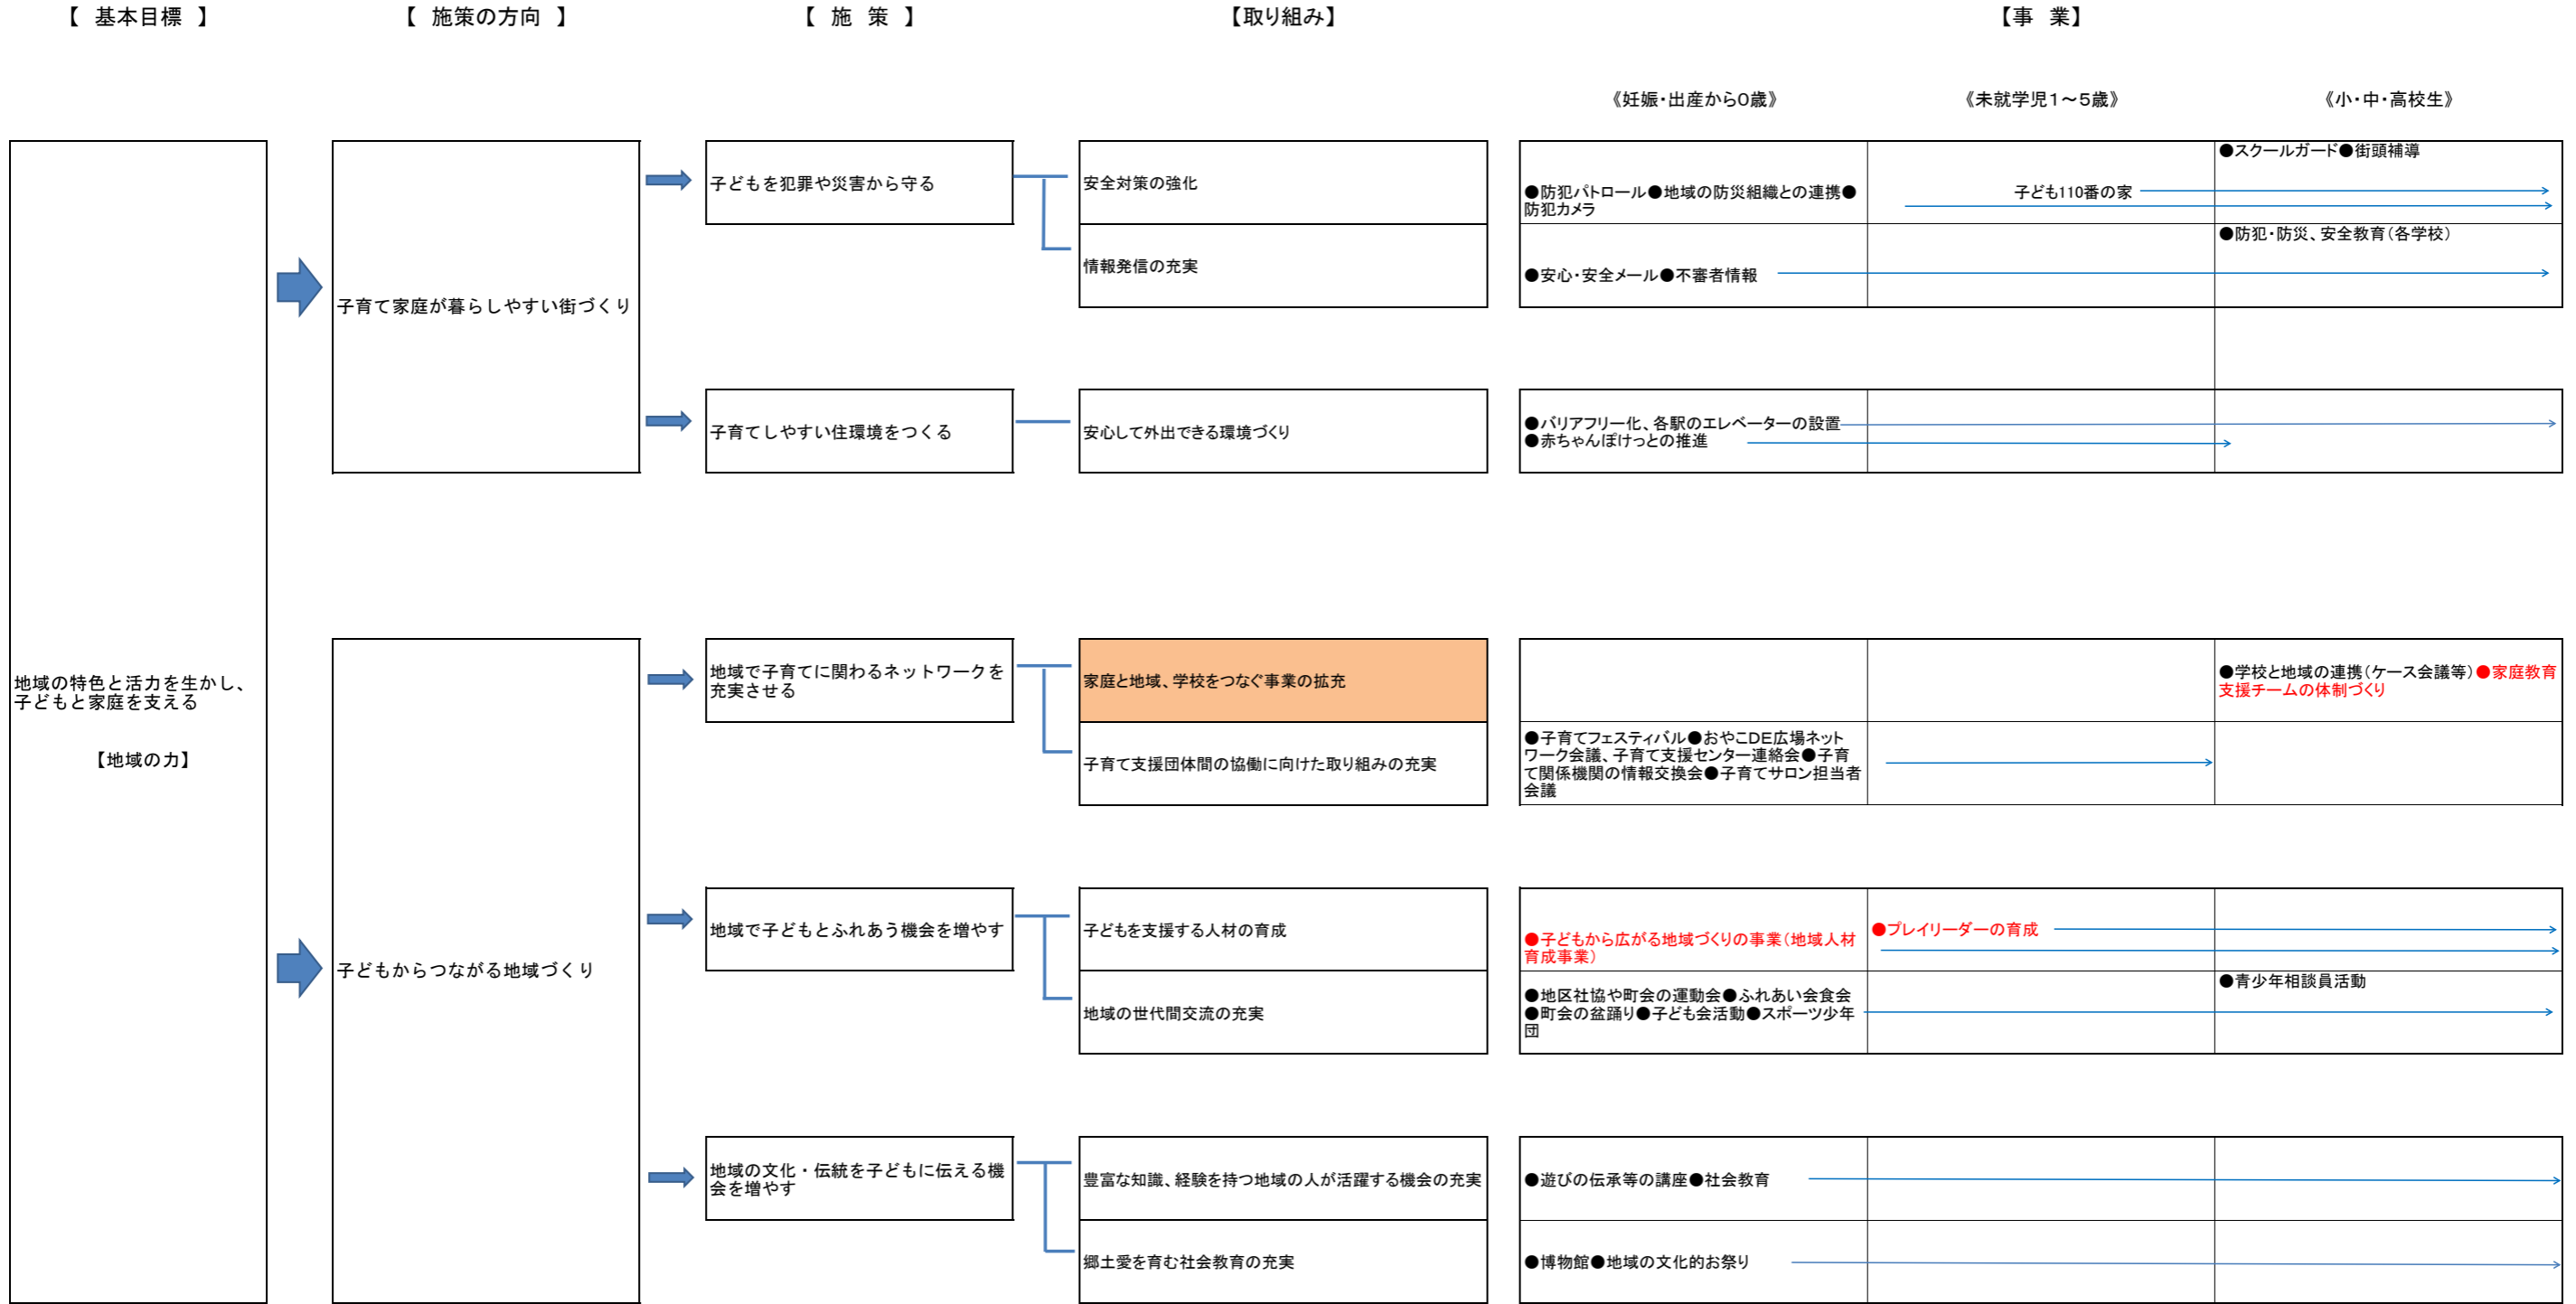 【 基本目標 】
【 施策の方向 】
【 施 策 】
【取り組み】
【事 業】
《妊娠・出産から0歳》
《未就学児1～5歳》
《小・中・高校生》
地域の特色と活力を生かし、
子どもと家庭を支える
【地域の力】
子育て家庭が暮らしやすい街づくり
子どもを犯罪や災害から守る
安全対策の強化
●防犯パトロール●地域の防災組織との連携●
防犯カメラ
子ども110番の家
●スクールガード●街頭補導
情報発信の充実
●安心・安全メール●不審者情報
●防犯・防災、安全教育（各学校）
子育てしやすい住環境をつくる
安心して外出できる環境づくり
●バリアフリー化、各駅のエレベーターの設置
●赤ちゃんぽけっとの推進
子どもからつながる地域づくり
地域で子育てに関わるネットワークを
充実させる
家庭と地域、学校をつなぐ事業の拡充
●学校と地域の連携（ケース会議等）●家庭教育
支援チームの体制づくり
子育て支援団体間の協働に向けた取り組みの充実
●子育てフェスティバル●おやこDE広場ネット
ワーク会議、子育て支援センター連絡会●子育
て関係機関の情報交換会●子育てサロン担当者
会議
地域で子どもとふれあう機会を増やす
子どもを支援する人材の育成
●子どもから広がる地域づくりの事業（地域人材
育成事業）
●プレイリーダーの育成
地域の世代間交流の充実
●地区社協や町会の運動会●ふれあい会食会
●町会の盆踊り●子ども会活動●スポーツ少年
団
●青少年相談員活動
地域の文化・伝統を子どもに伝える機
会を増やす
豊富な知識、経験を持つ地域の人が活躍する機会の充実
●遊びの伝承等の講座●社会教育
郷土愛を育む社会教育の充実
●博物館●地域の文化的お祭り